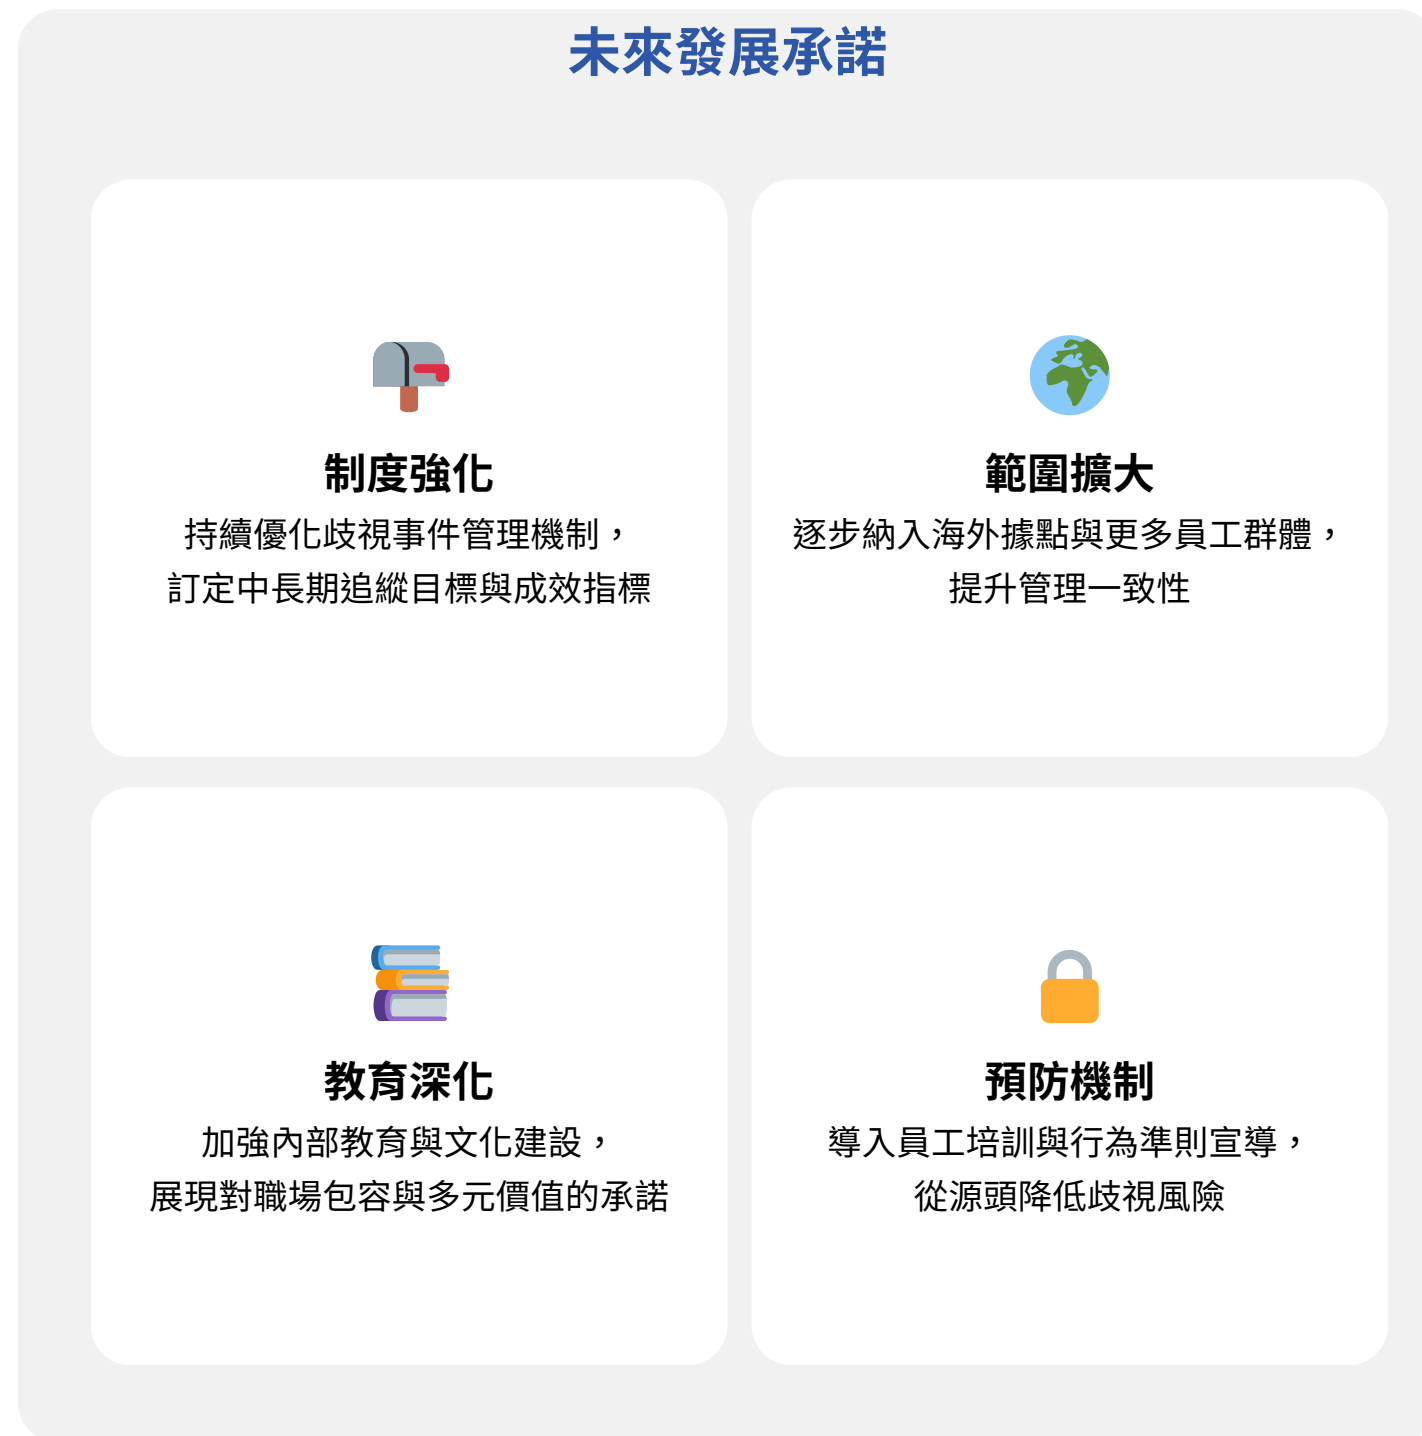 未來發展承諾
制度強化
持續優化歧視事件管理機制，
訂定中長期追縱目標與成效指標
範圍擴大
逐步納入海外據點與更多員工群體，
提升管理一致性
教育深化
加強內部教育與文化建設，
展現對職場包容與多元價值的承諾
預防機制
導入員工培訓與行為準則宣導，
從源頭降低歧視風險